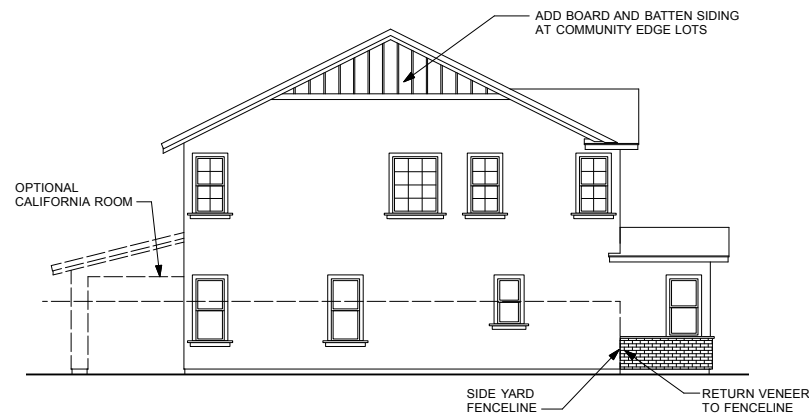 ADD BOARD AND BATTEN SIDING
AT COMMUNITY EDGE LOTS
OPTIONAL
CALIFORNIA ROOM
SIDE YARD
FENCELINE
RETURN VENEER
TO FENCELINE